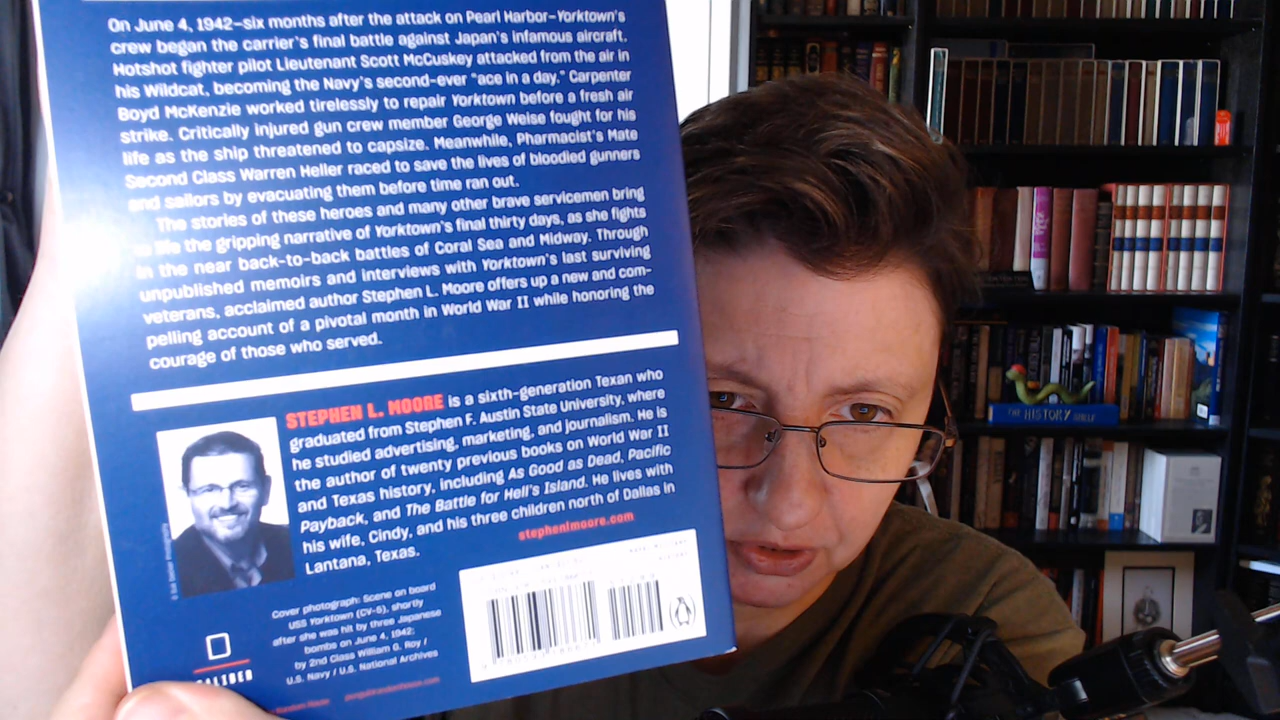 On June 4, 1942–six months after the attack on Pearl Harbor–Yorktown's
crew began the carrier's final battle against Japan's infamous aircraft.
Hotshot fighter pilot Lieutenant Scott McCuskey attacked from the air in
his Wildcat, becoming the Navy's second-ever "ace in a day." Carpenter
Boyd McKenzie worked tirelessly to repair Yorktown before a fresh air
strike. Critically injured gun crew member George Weise fought for his
life as the ship threatened to capsize. Meanwhile, Pharmacist's Mate
Second Class Warren Heller raced to save the lives of bloodied gunners
and sailors by evacuating them before time ran out.
The stories of these heroes and many other brave servicemen bring
to life the gripping narrative of Yorktown's final thirty days, as she fights
in the near back-to-back battles of Coral Sea and Midway. Through
unpublished memoirs and interviews with Yorktown's last surviving
veterans, acclaimed author Stephen L. Moore offers up a new and com-
pelling account of a pivotal month in World War II while honoring the
courage of those who served.
STEPHEN L. MOORE is a sixth-generation Texan who
graduated from Stephen F. Austin State University, where
he studied advertising, marketing, and journalism. He is
the author of twenty previous books on World War II
and Texas history, including As Good as Dead, Pacific
Payback, and The Battle for Hell's Island. He lives with
his wife, Cindy, and his three children north of Dallas in
Lantana, Texas.
stephenlmoore.com
Cover photograph: Scene on board
USS Yorktown (CV-5), shortly
after she was hit by three Japanese
bombs on June 4, 1942;
by 2nd Class William G. Roy /
U.S. Navy / U.S. National Archives
THE HISTORY